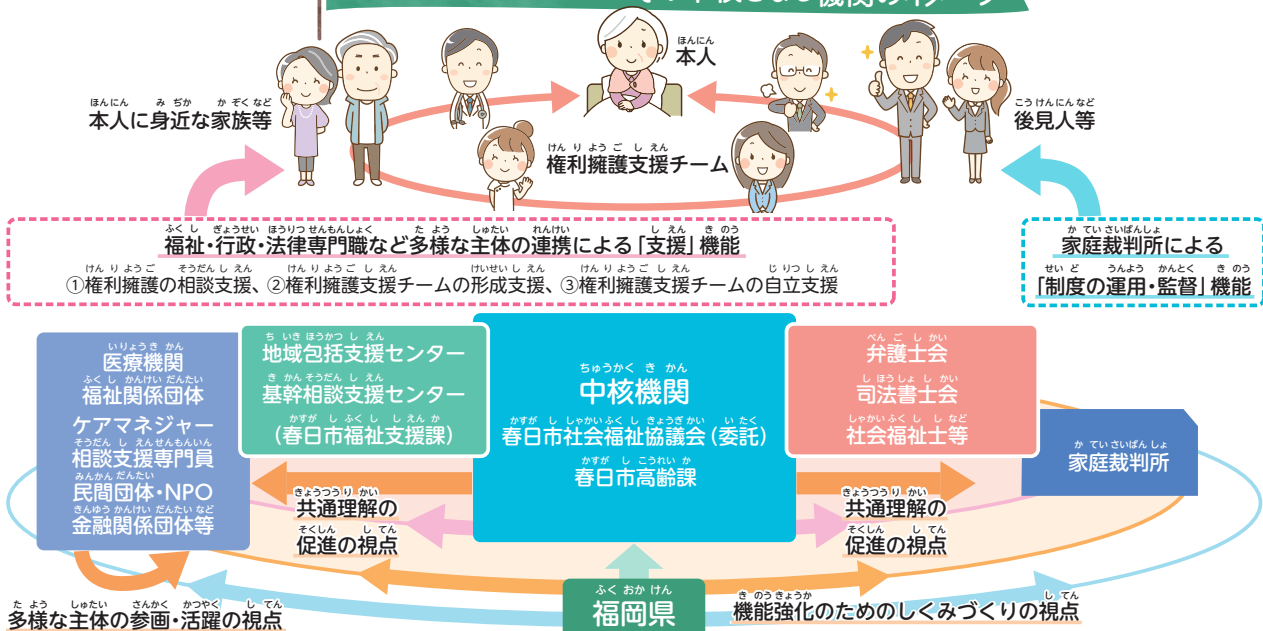 機関のイメージ
本人
本人に身近な家族等
後見人等
権利擁護支援チーム
福祉・行政・法律専門職など多様な主体の連携による「支援」機能
①権利擁護の相談支援、②権利擁護支援チームの形成支援、③権利擁護支援チームの自立支援
家庭裁判所による
「制度の運用・監督」機能
医療機関
福祉関係団体
ケアマネジャー
相談支援専門員
民間団体・NPO
金融関係団体等
地域包括支援センター
基幹相談支援センター
(春日市福祉支援課)
中核機関
春日市社会福祉協議会(委託)
春日市高齢課
弁護士会
司法書士会
社会福祉士等
家庭裁判所
共通理解の
促進の視点
共通理解の
促進の視点
多様な主体の参画・活躍の視点
福岡県
機能強化のためのしくみづくりの視点